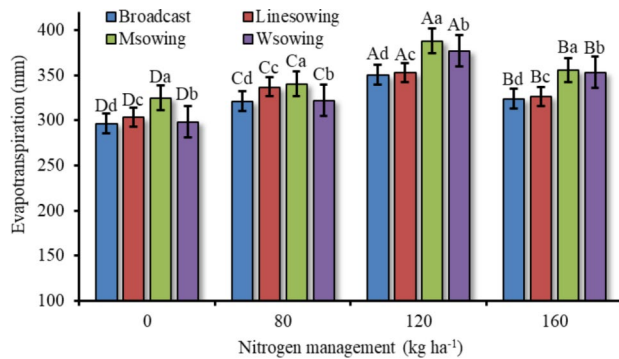 Broadcast Linesowing
Msowing Wsowing
Evapotranspiration (mm)
400
350
300
250
200
150
100
Dd Dc Da Db
Cd Cc Ca Cb
Ad Ac Aa Ab
Bd Bc Ba Bb
0 80 120 160
Nitrogen management (kg ha-1)